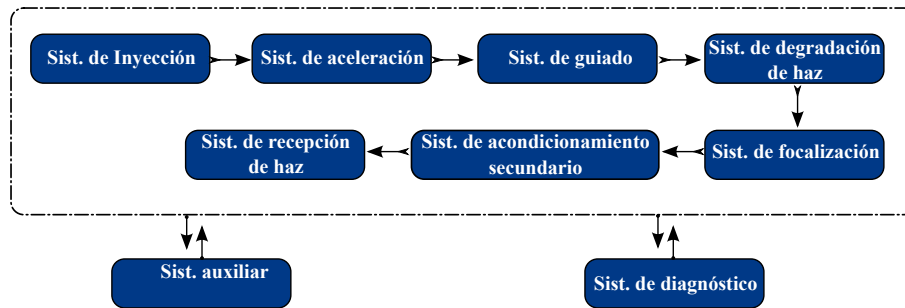 Sist. de Inyección
Sist. de aceleración
Sist. de guiado
Sist. de degradación
de haz
Sist. de recepción
de haz
Sist. de acondicionamiento
secundario
Sist. de focalización
Sist. auxiliar
Sist. de diagnóstico